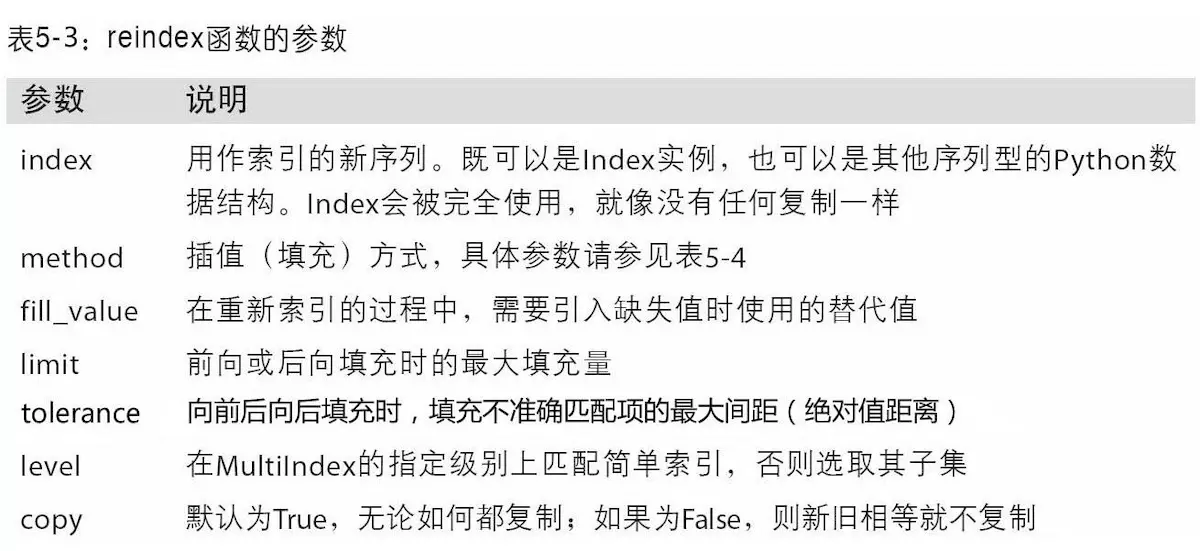 表5-3：reindex函数的参数
参数 说明
index 用作索引的新序列。既可以是Index实例，也可以是其他序列型的Python数
据结构。Index会被完全使用，就像没有任何复制一样
method 插值（填充）方式，具体参数请参见表5-4
fill_value 在重新索引的过程中，需要引入缺失值时使用的替代值
limit 前向或后向填充时的最大填充量
tolerance 向前后向后填充时，填充不准确匹配项的最大间距（绝对值距离）
level 在MultiIndex的指定级别上匹配简单索引，否则选取其子集
copy 默认为True，无论如何都复制；如果为False，则新旧相等就不复制